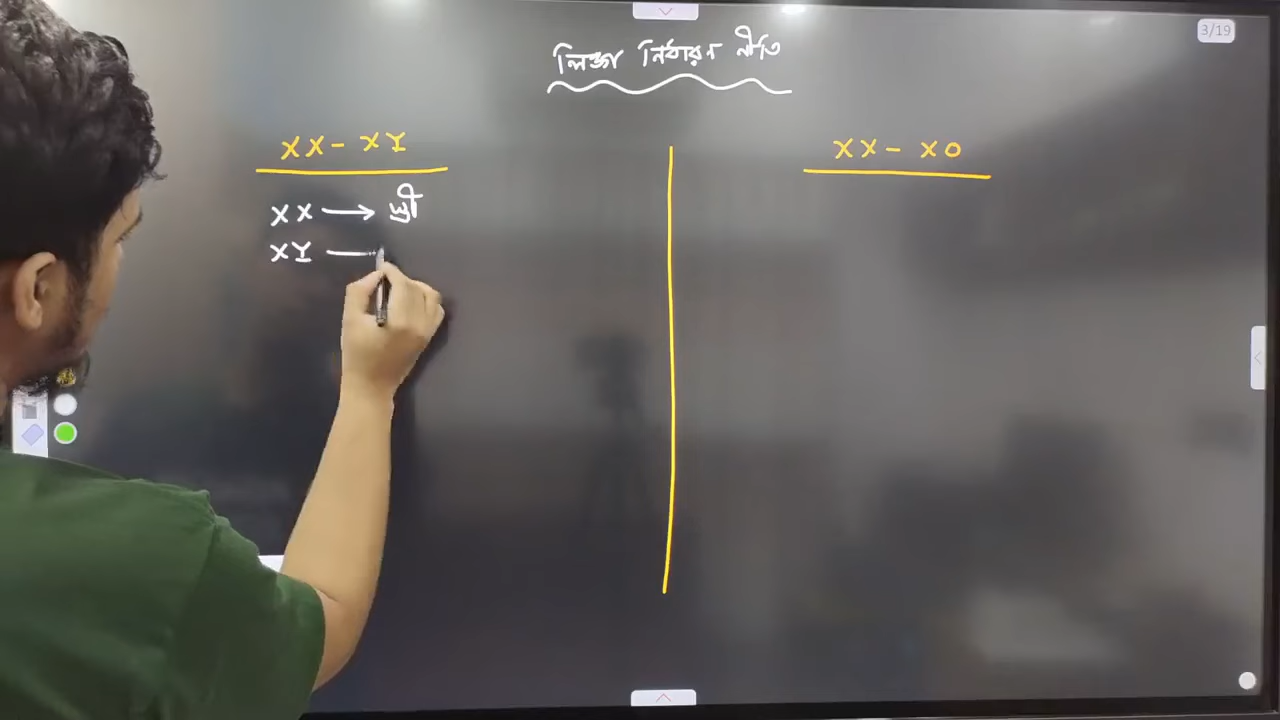 3/19
লিঙ্গ নির্ধারণ নীতি
XX - XY
XX - XO
XX → স্ত্রী
XY —